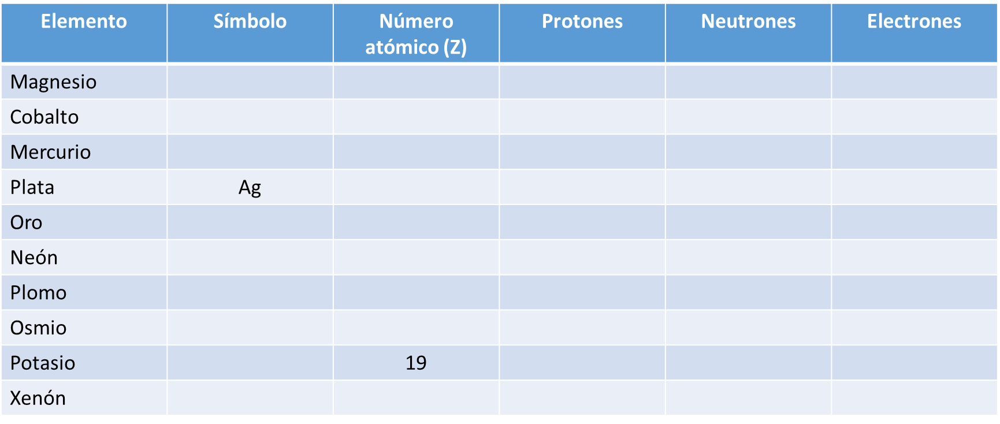 Elemento Símbolo Número Protones Neutrones Electrones
atómico (Z)
Magnesio
Cobalto
Mercurio
Plata Ag
Oro
Neón
Plomo
Osmio
Potasio 19
Xenón